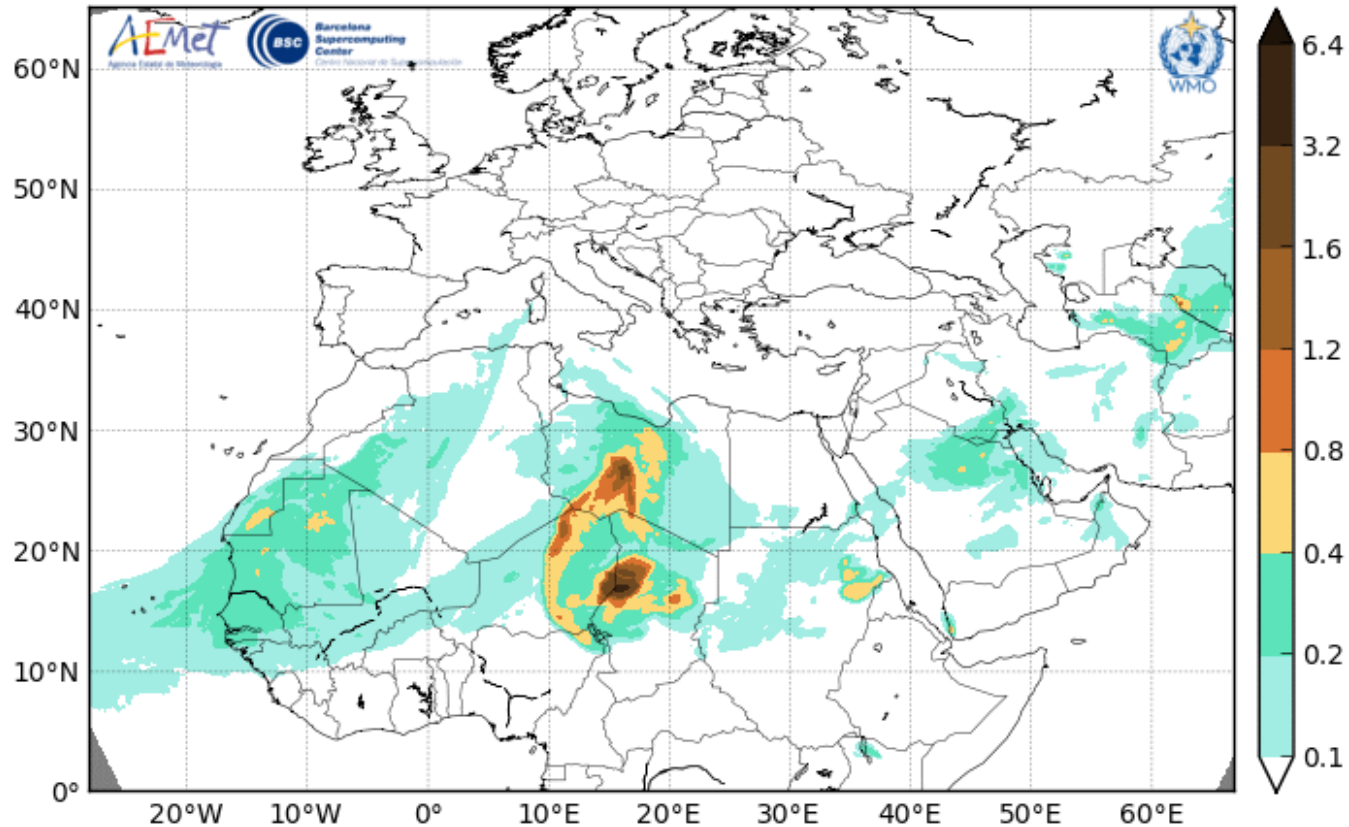 AEMet
Agencia Estatal de Meteorología
BSC
Barcelona
Supercomputing
Center
Centro Nacional de Supercomputación
WMO
60°N
50°N
40°N
30°N
20°N
10°N
0°
20°W
10°W
0°
10°E
20°E
30°E
40°E
50°E
60°E
6.4
3.2
1.6
1.2
0.8
0.4
0.2
0.1